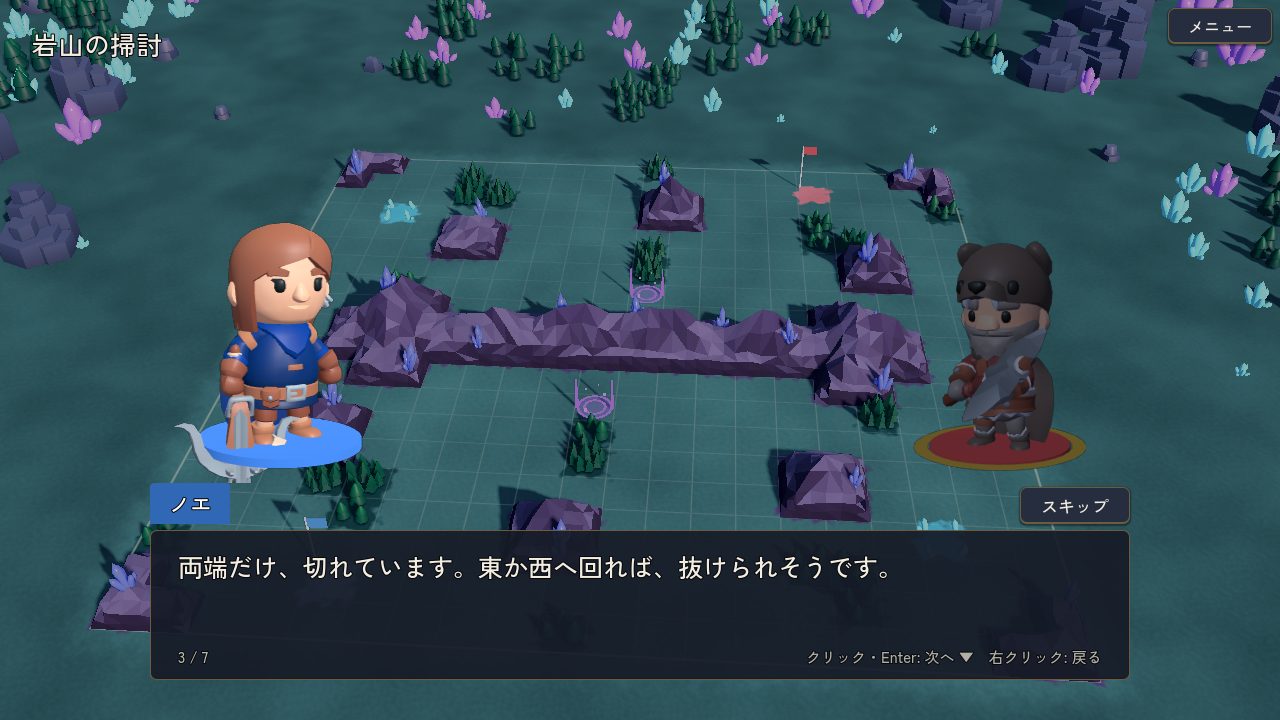 岩山の掃討
メニュー
ノエ
スキップ
両端だけ、切れています。東か西へ回れば、抜けられそうです。
3 / 7
クリック・Enter: 次へ ▼ 右クリック: 戻る